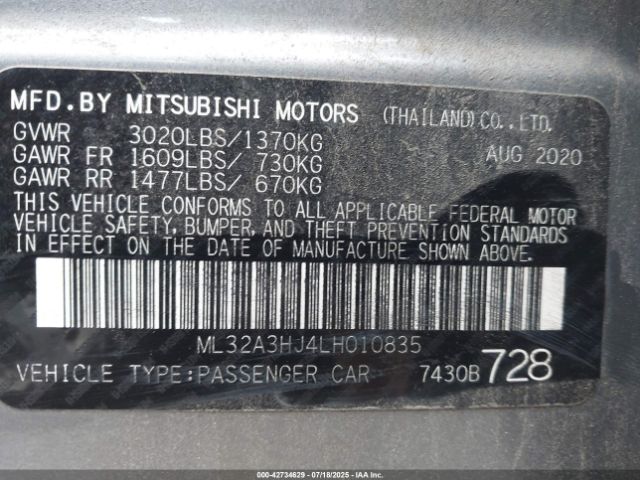 MFD.BY MITSUBISHI MOTORS (THAILAND) CO.,LTD.
GVWR 3020LBS/1370KG
AUG 2020
GAWR FR 1609LBS/ 730KG
GAWR RR 1477LBS/ 670KG
THIS VEHICLE CONFORMS TO ALL APPLICABLE FEDERAL MOTOR
VEHICLE SAFETY, BUMPER, AND THEFT PREVENTION STANDARDS
IN EFFECT ON THE DATE OF MANUFACTURE SHOWN ABOVE.
ML32A3HJ4LH010835
VEHICLE TYPE:PASSENGER CAR 7430B 728
000-42734629 - 07/18/2025 - IAAI.COM